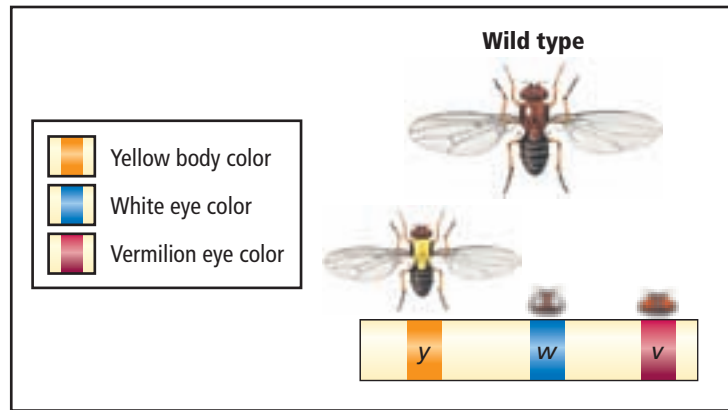 Wild type
Yellow body color
White eye color
Vermilion eye color
y w v